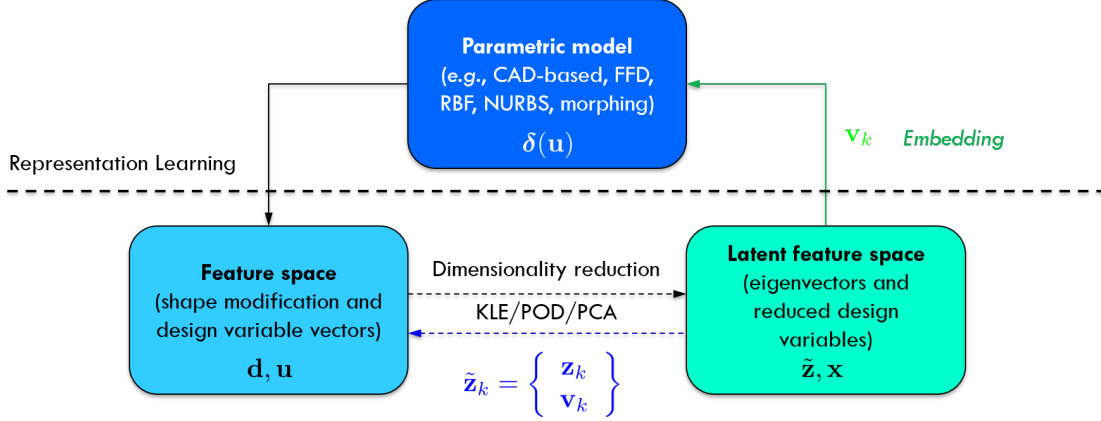 Parametric model
(e.g., CAD-based, FFD,
RBF, NURBS, morphing)
δ(u)
v_k Embedding
Representation Learning
Feature space
(shape modification and
design variable vectors)
d, u
Dimensionality reduction
KLE/POD/PCA
z̃_k = { z_k
v_k }
Latent feature space
(eigenvectors and
reduced design
variables)
z̃, x